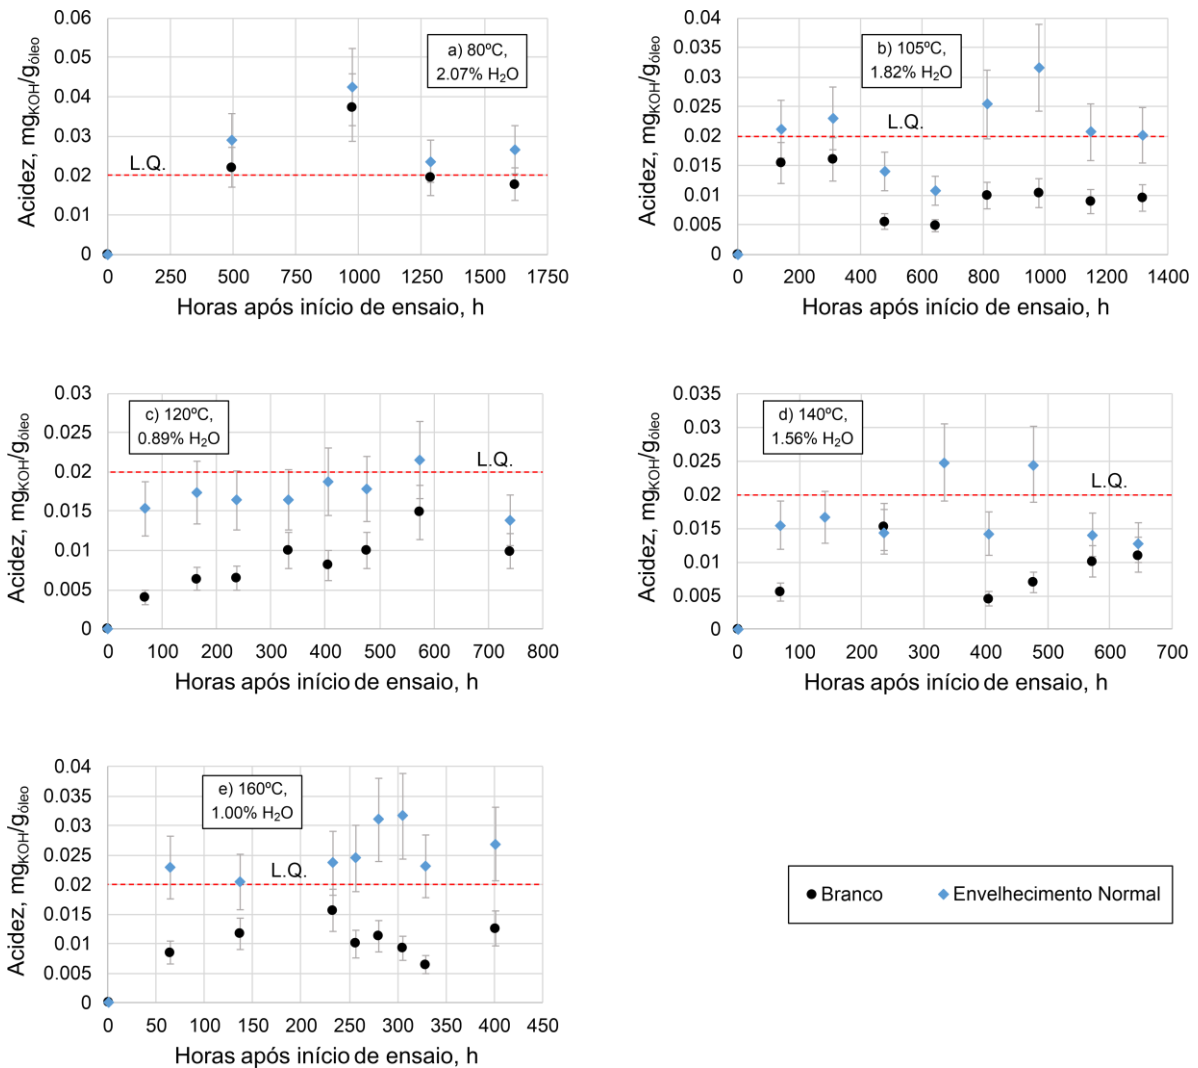 Acidez, mgKOH/góleo
0.06
0.05
0.04
0.03
0.02
0.01
0
a) 80ºC,
2.07% H2O
L.Q.
0 250 500 750 1000 1250 1500 1750
Horas após início de ensaio, h
Acidez, mgKOH/góleo
0.04
0.035
0.03
0.025
0.02
0.015
0.01
0.005
0
b) 105ºC,
1.82% H2O
L.Q.
0 200 400 600 800 1000 1200 1400
Horas após início de ensaio, h
Acidez, mgKOH/góleo
0.03
0.025
0.02
0.015
0.01
0.005
0
c) 120ºC,
0.89% H2O
L.Q.
0 100 200 300 400 500 600 700 800
Horas após início de ensaio, h
Acidez, mgKOH/góleo
0.035
0.03
0.025
0.02
0.015
0.01
0.005
0
d) 140ºC,
1.56% H2O
L.Q.
0 100 200 300 400 500 600 700
Horas após início de ensaio, h
Acidez, mgKOH/góleo
0.04
0.035
0.03
0.025
0.02
0.015
0.01
0.005
0
e) 160ºC,
1.00% H2O
L.Q.
0 50 100 150 200 250 300 350 400 450
Horas após início de ensaio, h
Branco Envelhecimento Normal